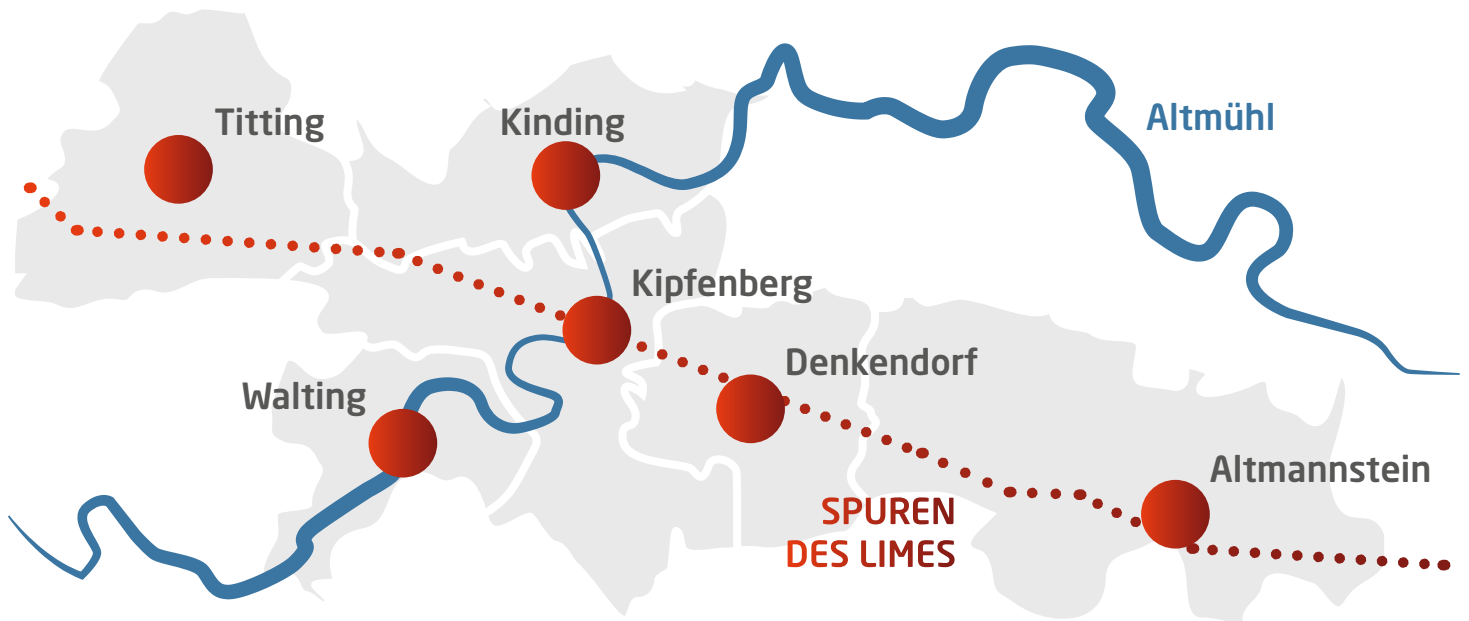 Titting
Kinding
Altmühl
Kipfenberg
Denkendorf
Walting
Altmannstein
SPUREN
DES LIMES